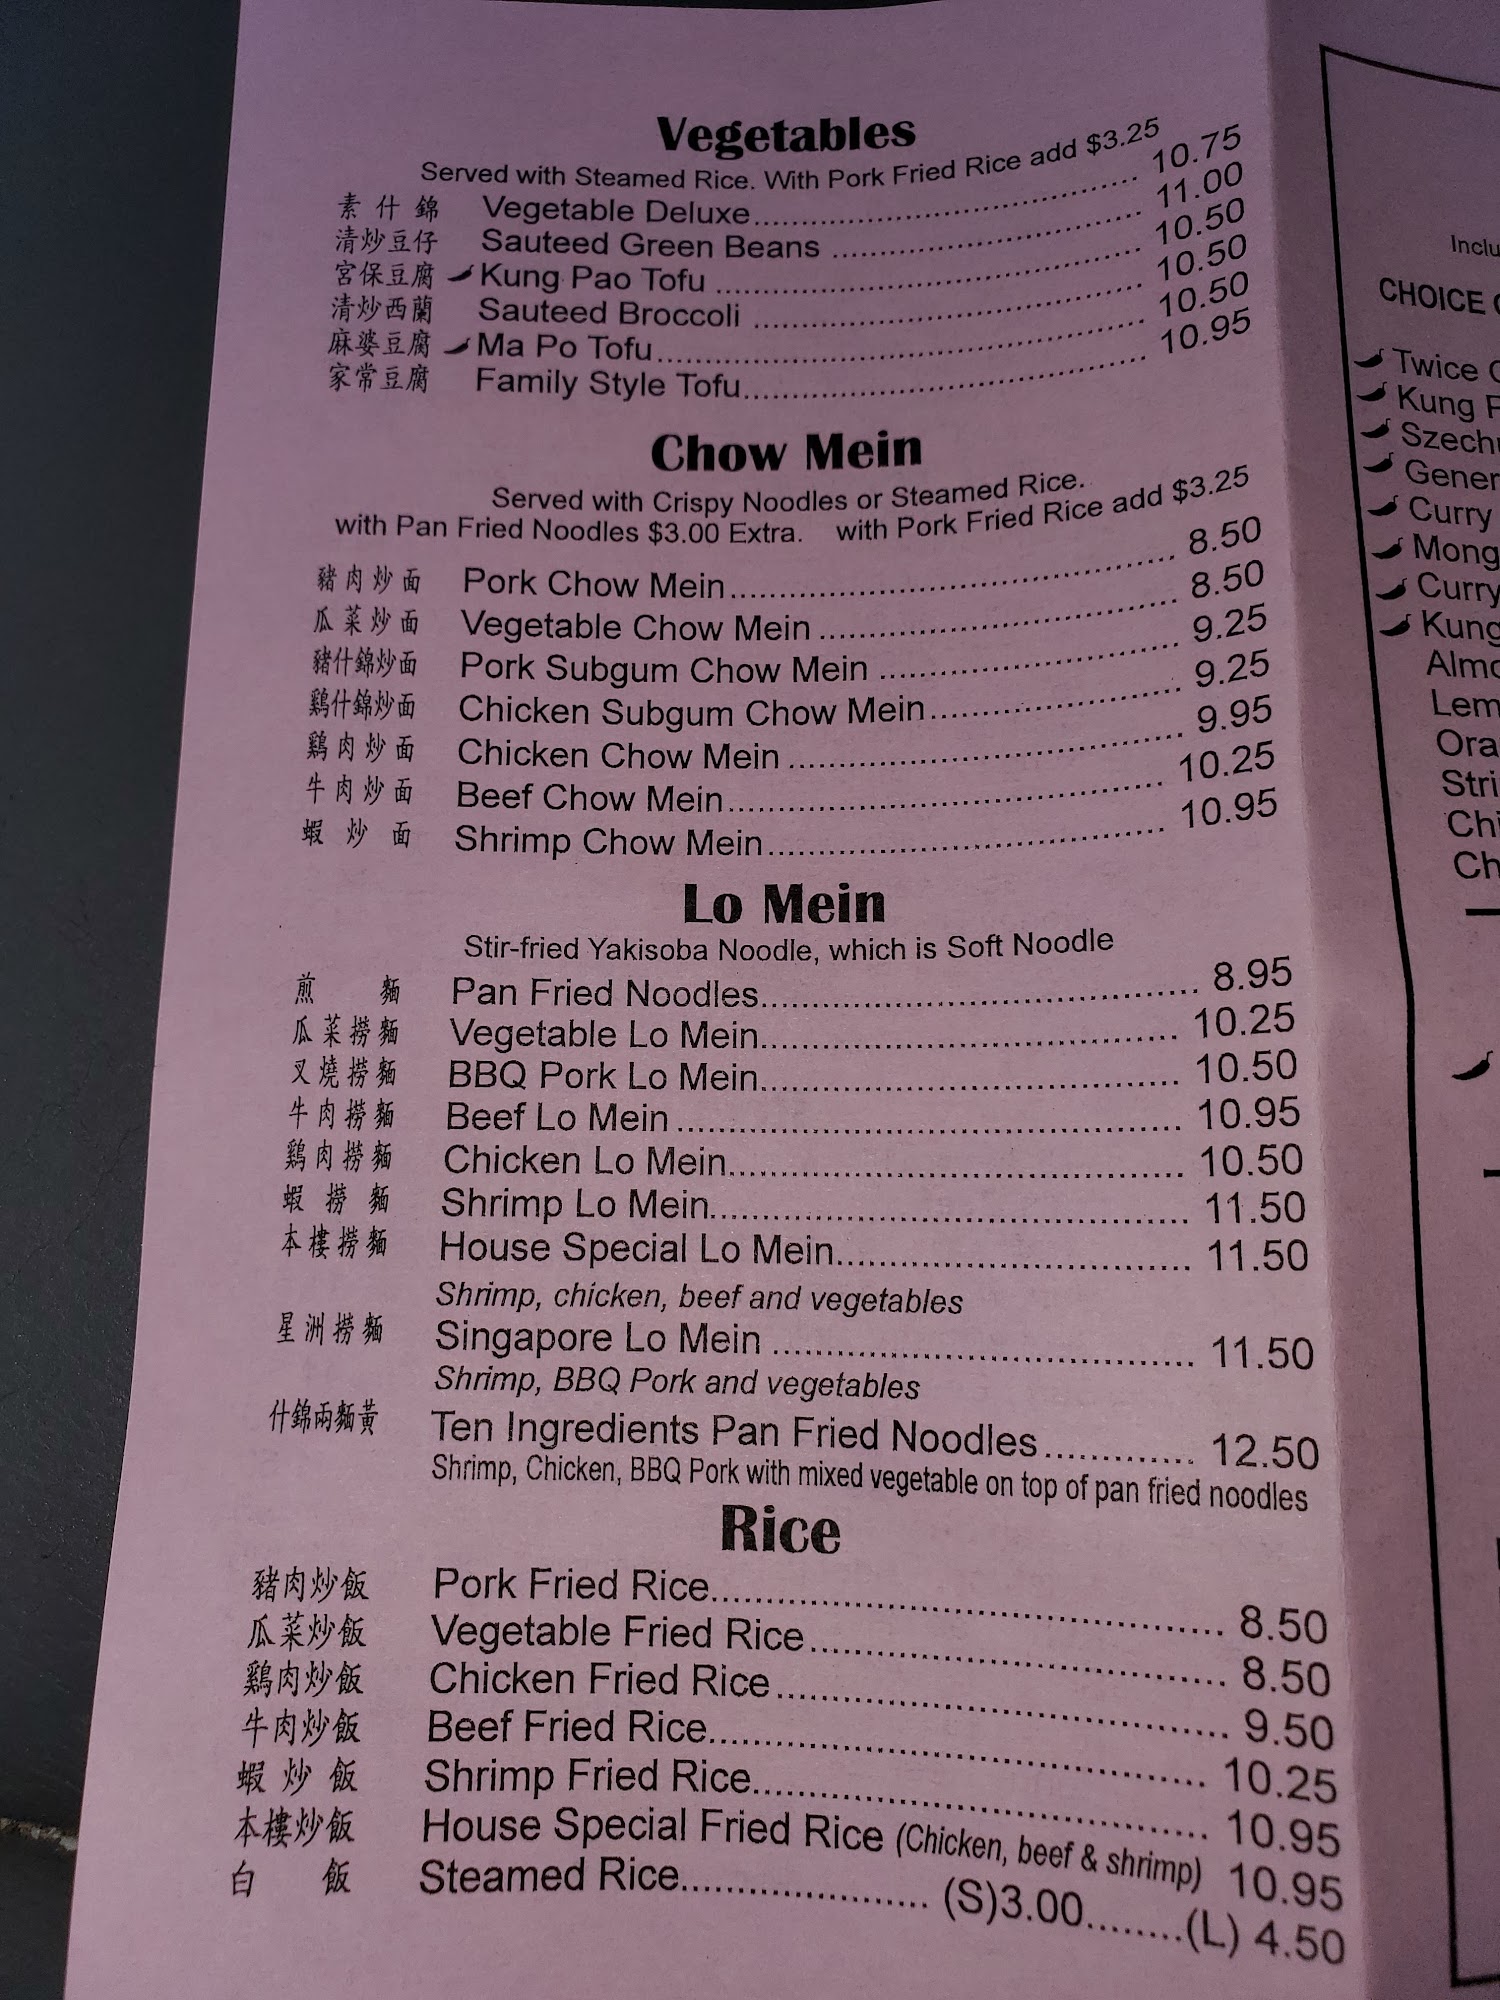 Vegetables
Served with Steamed Rice. With Pork Fried Rice add $3.25
素什錦 Vegetable Deluxe 10.75
清炒豆仔 Sauteed Green Beans 11.00
宮保豆腐 Kung Pao Tofu 10.50
清炒西蘭 Sauteed Broccoli 10.50
麻婆豆腐 Ma Po Tofu 10.50
家常豆腐 Family Style Tofu 10.95
Chow Mein
Served with Crispy Noodles or Steamed Rice.
with Pan Fried Noodles $3.00 Extra. with Pork Fried Rice add $3.25
豬肉炒面 Pork Chow Mein 8.50
瓜菜炒面 Vegetable Chow Mein 8.50
豬什錦炒面 Pork Subgum Chow Mein 9.25
鷄什錦炒面 Chicken Subgum Chow Mein 9.25
鷄肉炒面 Chicken Chow Mein 9.95
牛肉炒面 Beef Chow Mein 10.25
蝦炒面 Shrimp Chow Mein 10.95
Lo Mein
Stir-fried Yakisoba Noodle, which is Soft Noodle
煎麵 Pan Fried Noodles 8.95
瓜菜撈麵 Vegetable Lo Mein 10.25
叉燒撈麵 BBQ Pork Lo Mein 10.50
牛肉撈麵 Beef Lo Mein 10.95
鷄肉撈麵 Chicken Lo Mein 10.50
蝦撈麵 Shrimp Lo Mein 11.50
本樓撈麵 House Special Lo Mein 11.50
Shrimp, chicken, beef and vegetables
星洲撈麵 Singapore Lo Mein 11.50
Shrimp, BBQ Pork and vegetables
什錦兩麵黃 Ten Ingredients Pan Fried Noodles 12.50
Shrimp, Chicken, BBQ Pork with mixed vegetable on top of pan fried noodles
Rice
豬肉炒飯 Pork Fried Rice 8.50
瓜菜炒飯 Vegetable Fried Rice 8.50
鷄肉炒飯 Chicken Fried Rice 9.50
牛肉炒飯 Beef Fried Rice 10.25
蝦炒飯 Shrimp Fried Rice 10.95
本樓炒飯 House Special Fried Rice (Chicken, beef & shrimp) 10.95
白飯 Steamed Rice (S)3.00 (L) 4.50
CHOICE
Twice
Kung
Curry
Curry
Kung